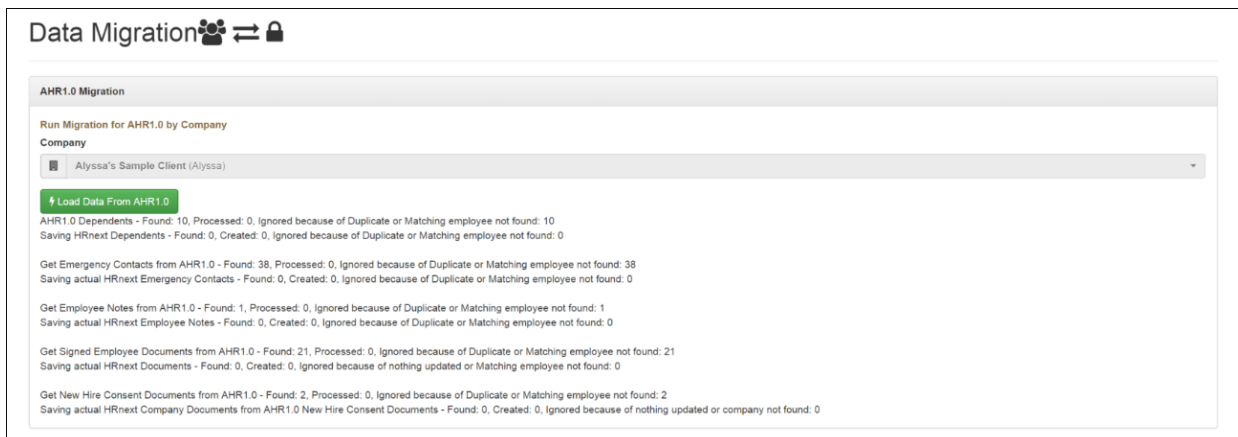 Data Migration
AHR1.0 Migration
Run Migration for AHR1.0 by Company
Company
Alyssa's Sample Client (Alyssa)
Load Data From AHR1.0
AHR1.0 Dependents - Found: 10, Processed: 0, Ignored because of Duplicate or Matching employee not found: 10
Saving HRnext Dependents - Found: 0, Created: 0, Ignored because of Duplicate or Matching employee not found: 0
Get Emergency Contacts from AHR1.0 - Found: 38, Processed: 0, Ignored because of Duplicate or Matching employee not found: 38
Saving actual HRnext Emergency Contacts - Found: 0, Created: 0, Ignored because of Duplicate or Matching employee not found: 0
Get Employee Notes from AHR1.0 - Found: 1, Processed: 0, Ignored because of Duplicate or Matching employee not found: 1
Saving actual HRnext Employee Notes - Found: 0, Created: 0, Ignored because of Duplicate or Matching employee not found: 0
Get Signed Employee Documents from AHR1.0 - Found: 21, Processed: 0, Ignored because of Duplicate or Matching employee not found: 21
Saving actual HRnext Documents - Found: 0, Created: 0, Ignored because of nothing updated or Matching employee not found: 0
Get New Hire Consent Documents from AHR1.0 - Found: 2, Processed: 0, Ignored because of Duplicate or Matching employee not found: 2
Saving actual HRnext Company Documents from AHR1.0 New Hire Consent Documents - Found: 0, Created: 0, Ignored because of nothing updated or company not found: 0